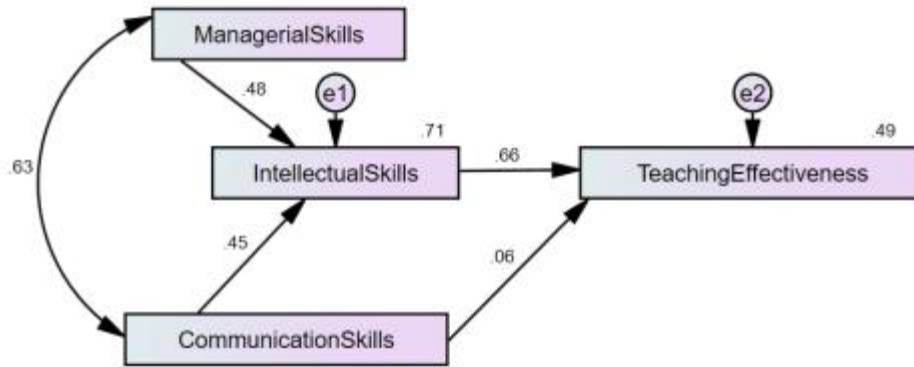 ManagerialSkills
.48
e1
e2
.71
.49
.63
IntellectualSkills
.66
TeachingEffectiveness
.45
.06
CommunicationSkills